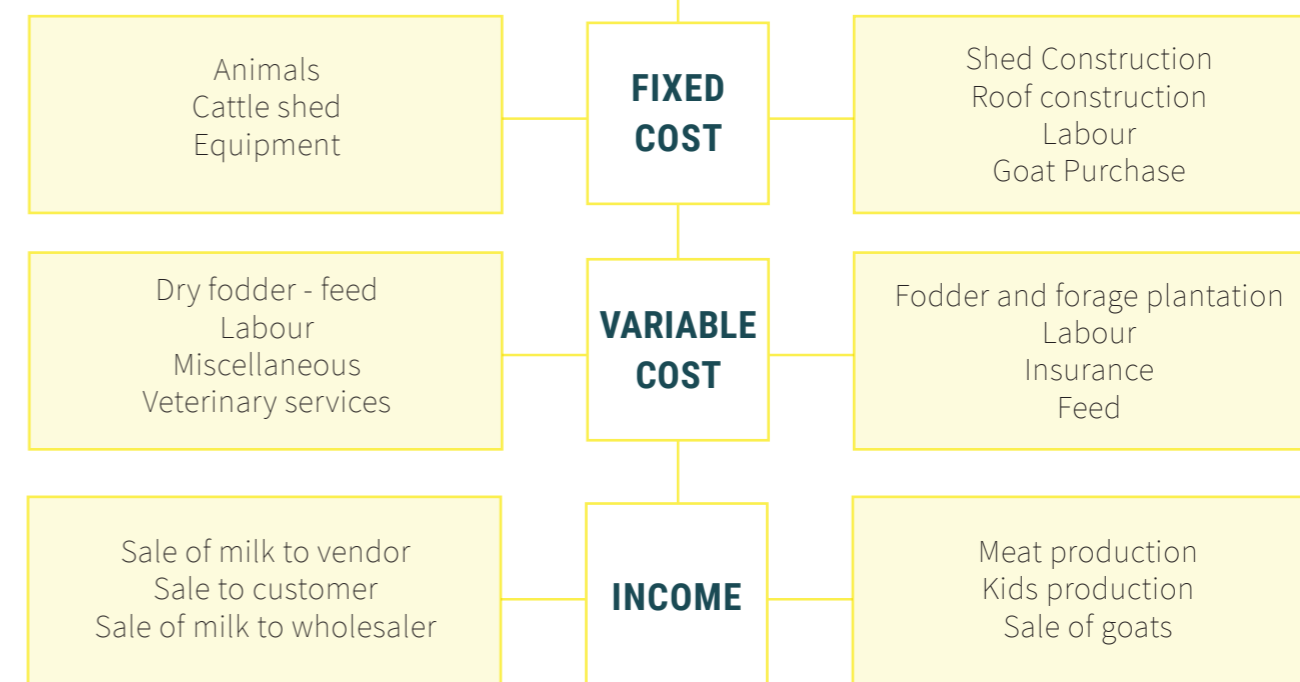 Animals
Cattle shed
Equipment
FIXED
COST
Shed Construction
Roof construction
Labour
Goat Purchase
Dry fodder - feed
Labour
Miscellaneous
Veterinary services
VARIABLE
COST
Fodder and forage plantation
Labour
Insurance
Feed
Sale of milk to vendor
Sale to customer
Sale of milk to wholesaler
INCOME
Meat production
Kids production
Sale of goats